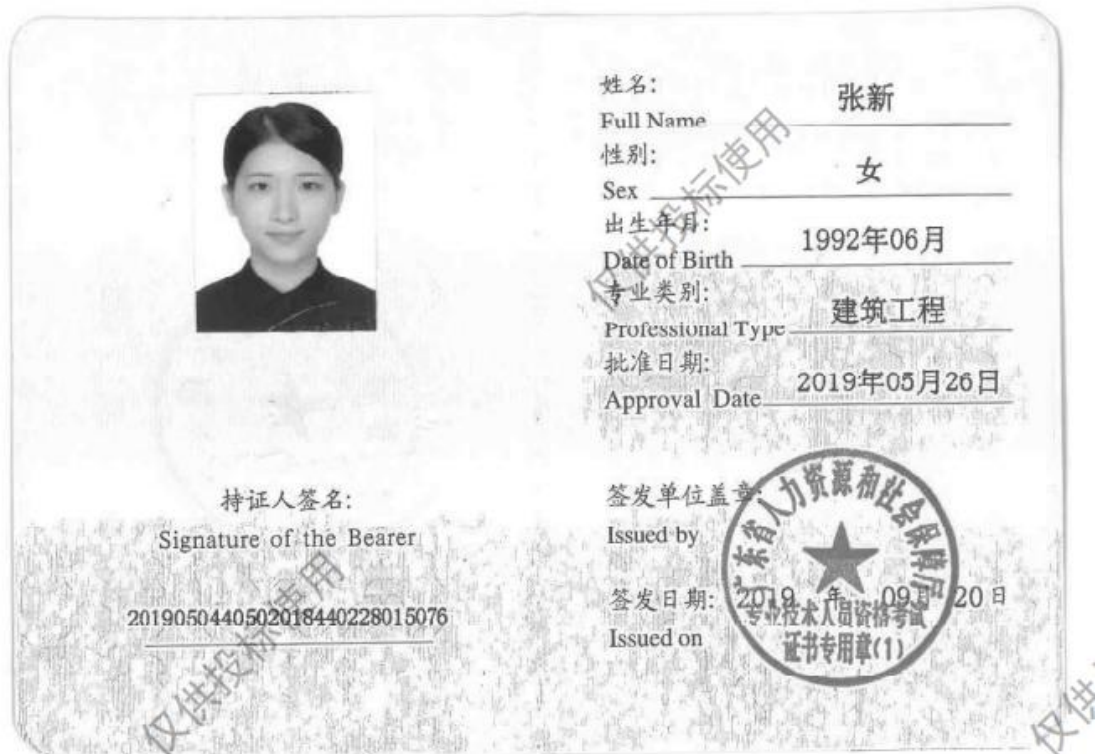 姓名: 张新
Full Name
性别: 女
Sex
出生年月: 1992年06月
Date of Birth
专业类别: 建筑工程
Professional Type
批准日期: 2019年05月26日
Approval Date
持证人签名:
Signature of the Bearer
201905044050201844022801​5076
签发单位盖章:
Issued by
签发日期: 2019 年 09月 20日
Issued on
广东省人力资源和社会保障厅
专业技术人员资格考试
证书专用章(1)
仅供投标使用
仅供投标使用
仅供